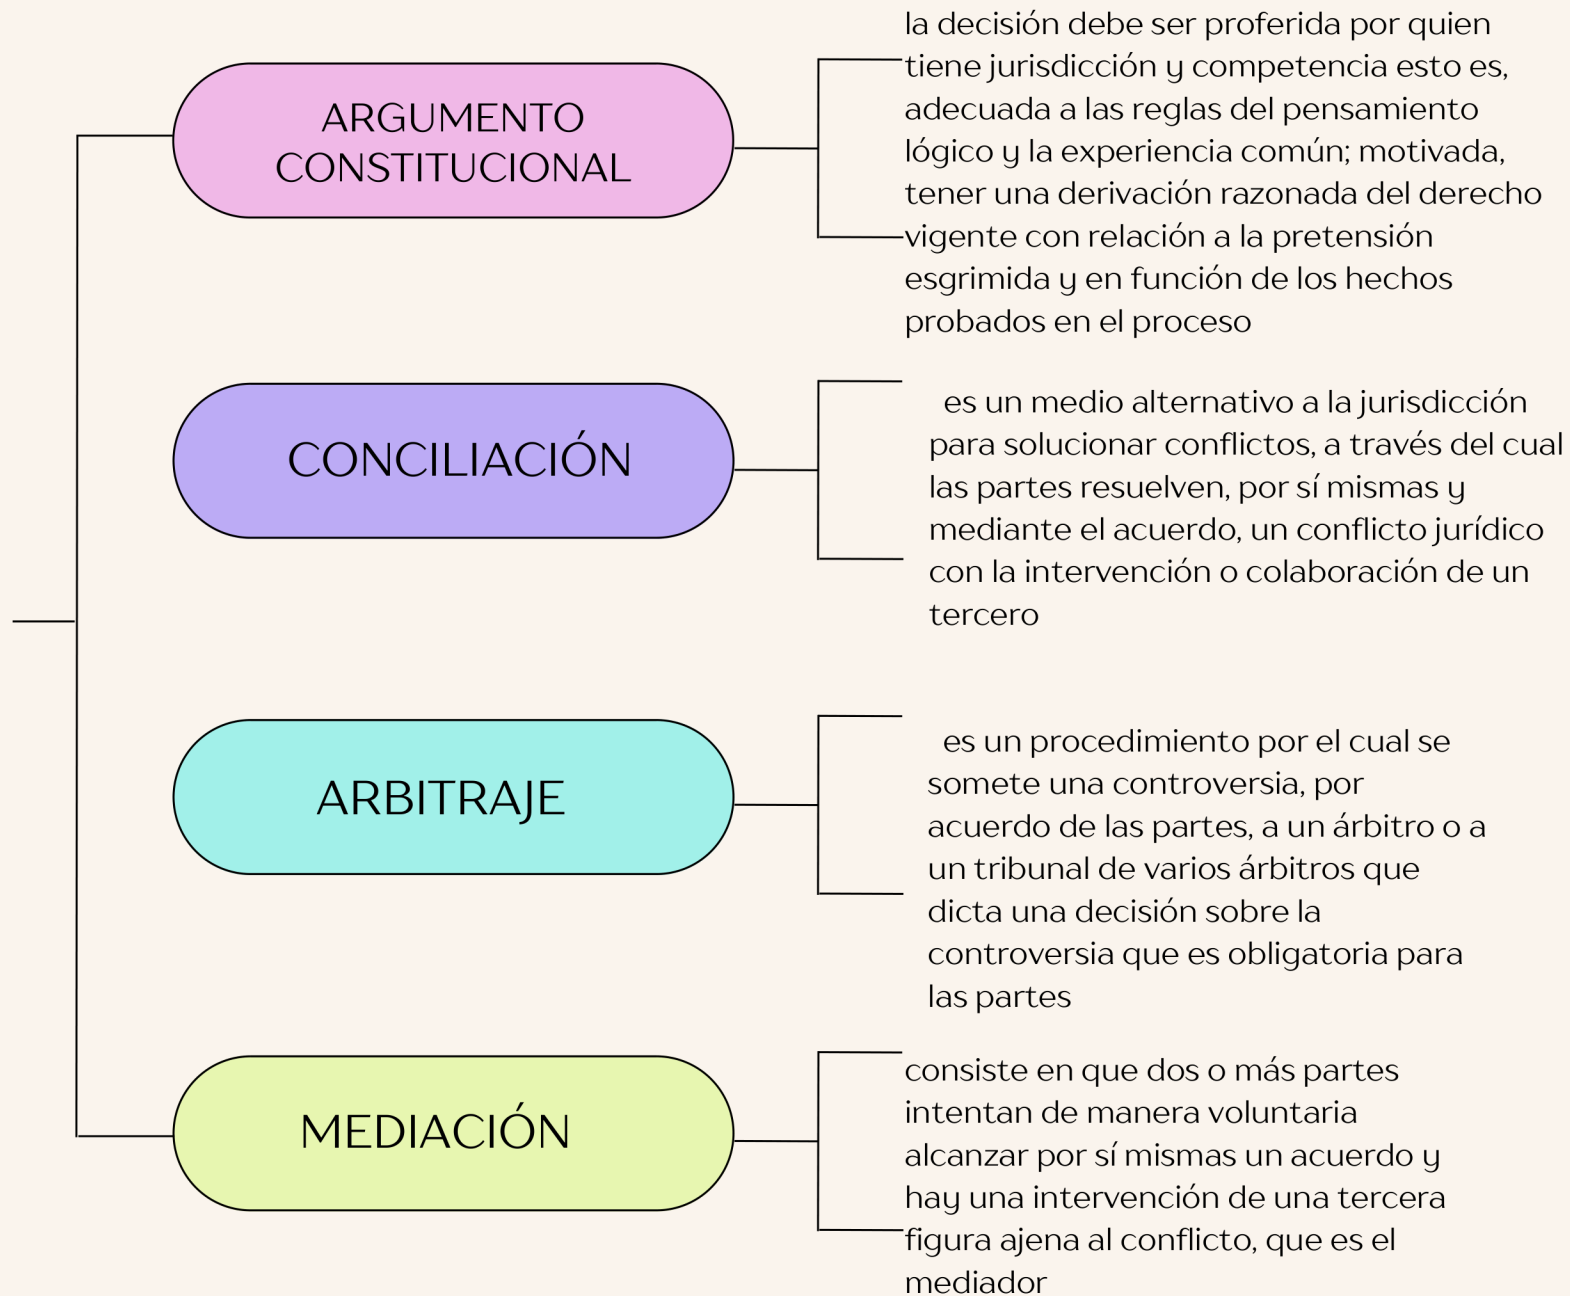 ARGUMENTO
CONSTITUCIONAL
la decisión debe ser proferida por quien
tiene jurisdicción y competencia esto es,
adecuada a las reglas del pensamiento
lógico y la experiencia común; motivada,
tener una derivación razonada del derecho
vigente con relación a la pretensión
esgrimida y en función de los hechos
probados en el proceso
CONCILIACIÓN
es un medio alternativo a la jurisdicción
para solucionar conflictos, a través del cual
las partes resuelven, por sí mismas y
mediante el acuerdo, un conflicto jurídico
con la intervención o colaboración de un
tercero
ARBITRAJE
es un procedimiento por el cual se
somete una controversia, por
acuerdo de las partes, a un árbitro o a
un tribunal de varios árbitros que
dicta una decisión sobre la
controversia que es obligatoria para
las partes
MEDIACIÓN
consiste en que dos o más partes
intentan de manera voluntaria
alcanzar por sí mismas un acuerdo y
hay una intervención de una tercera
figura ajena al conflicto, que es el
mediador